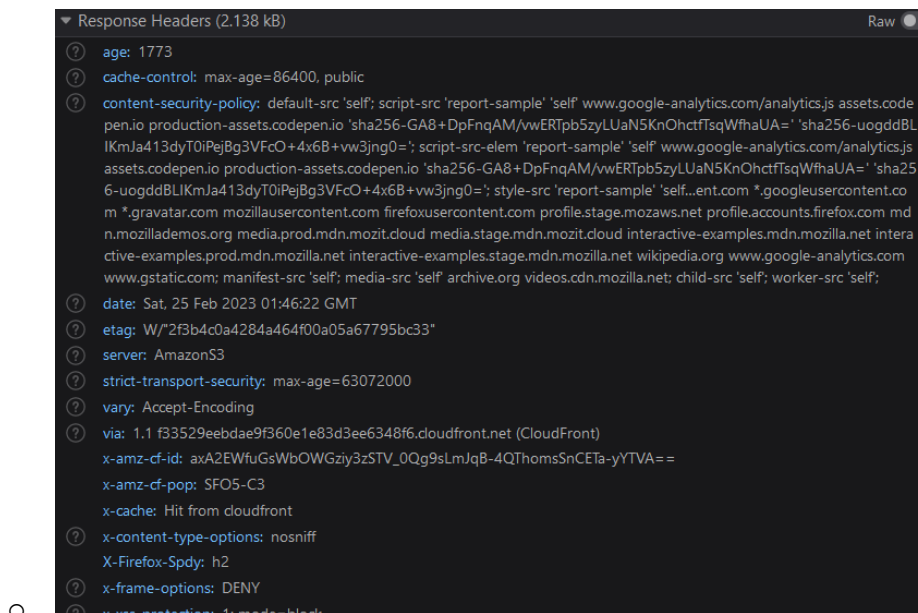 Response Headers (2.138 kB)
Raw
age: 1773
cache-control: max-age=86400, public
content-security-policy: default-src 'self'; script-src 'report-sample' 'self' www.google-analytics.com/analytics.js assets.code
pen.io production-assets.codepen.io 'sha256-GA8+DpFnqAM/vwERTpb5zyLUaN5KnOhctfTsqWfhaUA=' 'sha256-uogddBL
IKmJa413dyT0iPejBg3VFcO+4x6B+vw3jng0='; script-src-elem 'report-sample' 'self' www.google-analytics.com/analytics.js
assets.codepen.io production-assets.codepen.io 'sha256-GA8+DpFnqAM/vwERTpb5zyLUaN5KnOhctfTsqWfhaUA=' 'sha25
6-uogddBLIKmJa413dyT0iPejBg3VFcO+4x6B+vw3jng0='; style-src 'report-sample' 'self...ent.com *.googleusercontent.co
m *.gravatar.com mozillausercontent.com firefoxusercontent.com profile.stage.mozaws.net profile.accounts.firefox.com md
n.mozillademos.org media.prod.mdn.mozit.cloud media.stage.mdn.mozit.cloud interactive-examples.mdn.mozilla.net intera
ctive-examples.prod.mdn.mozilla.net interactive-examples.stage.mdn.mozilla.net wikipedia.org www.google-analytics.com
www.gstatic.com; manifest-src 'self'; media-src 'self' archive.org videos.cdn.mozilla.net; child-src 'self'; worker-src 'self';
date: Sat, 25 Feb 2023 01:46:22 GMT
etag: W/"2f3b4c0a4284a464f00a05a67795bc33"
server: AmazonS3
strict-transport-security: max-age=63072000
vary: Accept-Encoding
via: 1.1 f33529eebdae9f360e1e83d3ee6348f6.cloudfront.net (CloudFront)
x-amz-cf-id: axA2EWfuGsWbOWGziy3zSTV_0Qg9sLmJqB-4QThomsSnCETa-yYTVA==
x-amz-cf-pop: SFO5-C3
x-cache: Hit from cloudfront
x-content-type-options: nosniff
X-Firefox-Spdy: h2
x-frame-options: DENY
x-xss-protection: 1; mode=block